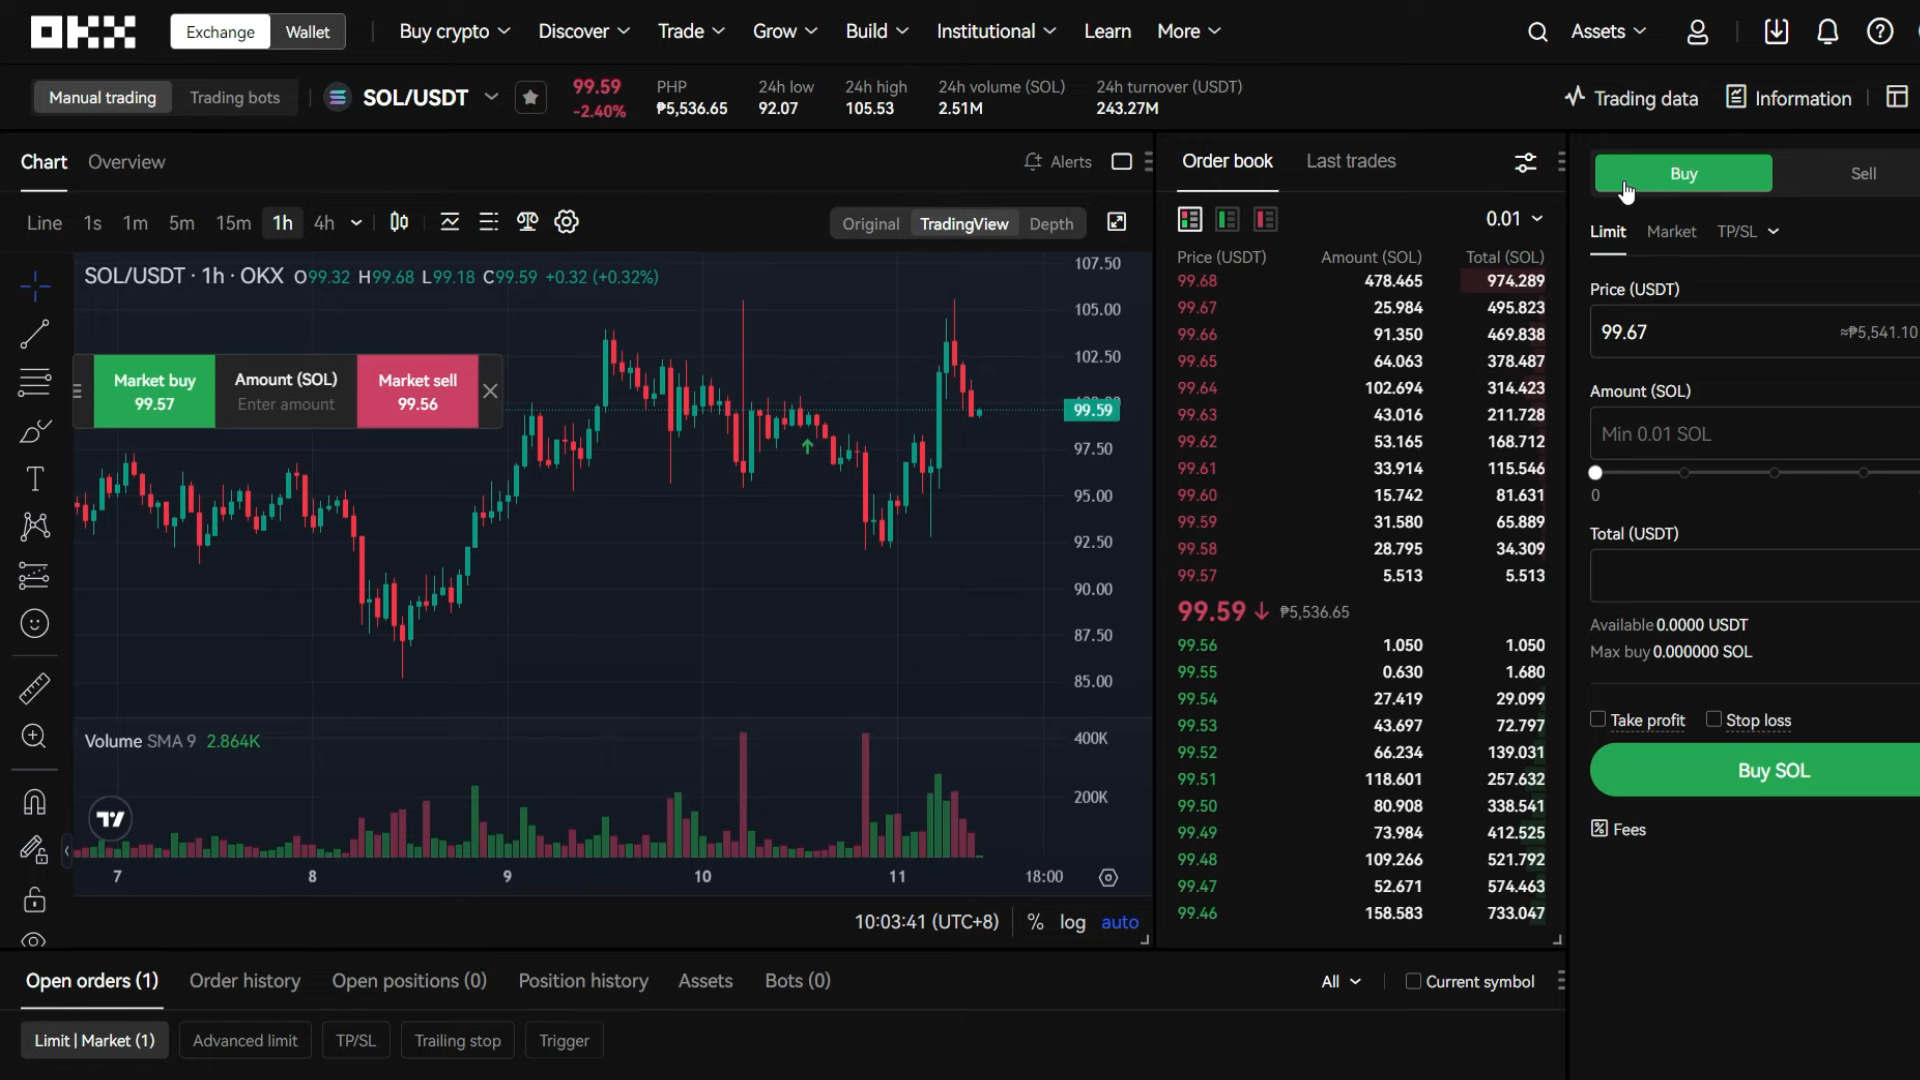 OKX Exchange Wallet Buy crypto Discover Trade Grow Build Institutional Learn More Assets
Manual trading Trading bots SOL/USDT 99.59 -2.40% PHP ₱5,536.65 24h low 92.07 24h high 105.53 24h volume (SOL) 2.51M 24h turnover (USDT) 243.27M Trading data Information
Chart Overview Alerts
Line 1s 1m 5m 15m 1h 4h Original TradingView Depth
SOL/USDT · 1h · OKX O99.32 H99.68 L99.18 C99.59 +0.32 (+0.32%)
107.50
105.00
102.50
Market buy Amount (SOL) Market sell
99.57 Enter amount 99.56
99.59
97.50
95.00
92.50
90.00
87.50
85.00
Volume SMA 9 2.864K
400K
200K
7 8 9 10 11 18:00
10:03:41 (UTC+8) % log auto
Order book Last trades
0.01
Price (USDT) Amount (SOL) Total (SOL)
99.68 478.465 974.289
99.67 25.984 495.823
99.66 91.350 469.838
99.65 64.063 378.487
99.64 102.694 314.423
99.63 43.016 211.728
99.62 53.165 168.712
99.61 33.914 115.546
99.60 15.742 81.631
99.59 31.580 65.889
99.58 28.795 34.309
99.57 5.513 5.513
99.59 ↓ ₱5,536.65
99.56 1.050 1.050
99.55 0.630 1.680
99.54 27.419 29.099
99.53 43.697 72.797
99.52 66.234 139.031
99.51 118.601 257.632
99.50 80.908 338.541
99.49 73.984 412.525
99.48 109.266 521.792
99.47 52.671 574.463
99.46 158.583 733.047
Buy Sell
Limit Market TP/SL
Price (USDT)
99.67 ≈₱5,541.10
Amount (SOL)
Min 0.01 SOL
0
Total (USDT)
Available 0.0000 USDT
Max buy 0.000000 SOL
Take profit Stop loss
Buy SOL
Fees
Open orders (1) Order history Open positions (0) Position history Assets Bots (0) All Current symbol
Limit | Market (1) Advanced limit TP/SL Trailing stop Trigger